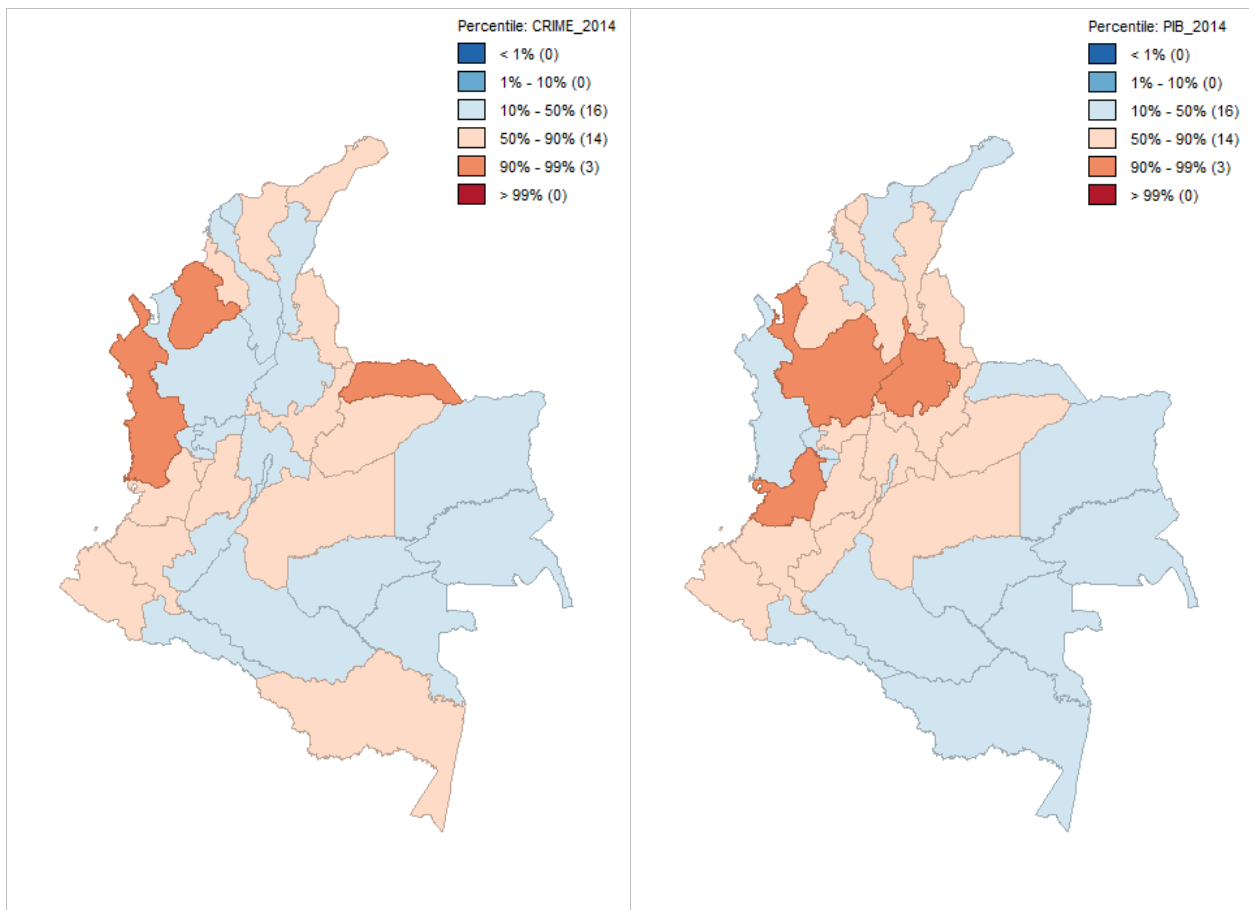 Percentile: CRIME_2014
< 1% (0)
1% - 10% (0)
10% - 50% (16)
50% - 90% (14)
90% - 99% (3)
> 99% (0)
Percentile: PIB_2014
< 1% (0)
1% - 10% (0)
10% - 50% (16)
50% - 90% (14)
90% - 99% (3)
> 99% (0)